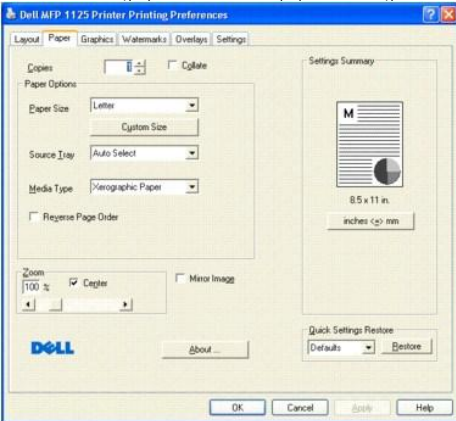 Dell MFP 1125 Printer Printing Preferences
Layout Paper Graphics Watermarks Overlays Settings
Copies 1 Collate
Paper Options
Paper Size Letter
Custom Size
Source Tray Auto Select
Media Type Xerographic Paper
Reverse Page Order
Zoom
100 % Center
Mirror Image
DELL
About ...
Settings Summary
M
8.5 x 11 in.
inches <=> mm
Quick Settings Restore
Defaults Restore
OK Cancel Apply Help